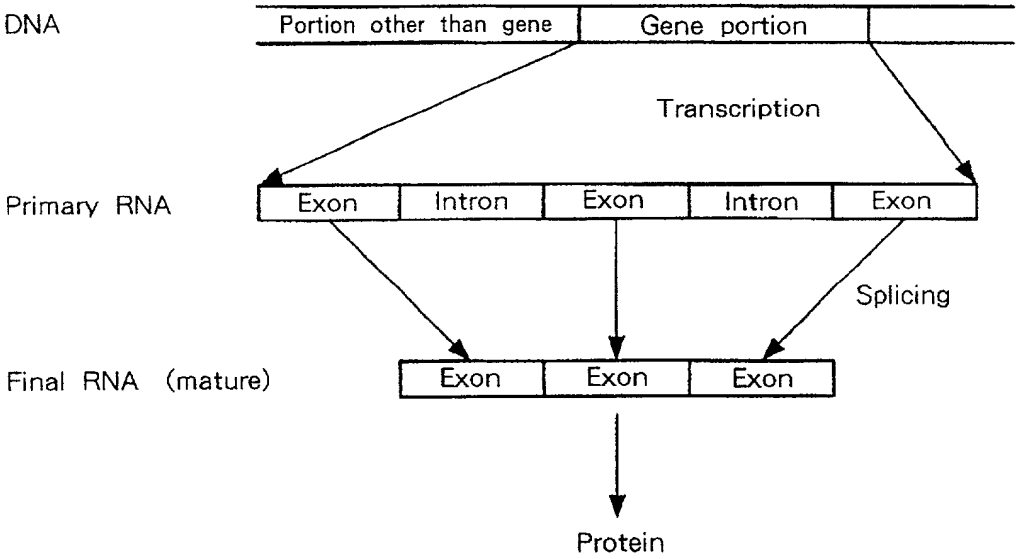 DNA Portion other than gene Gene portion
Transcription
Primary RNA Exon Intron Exon Intron Exon
Splicing
Final RNA (mature) Exon Exon Exon
Protein